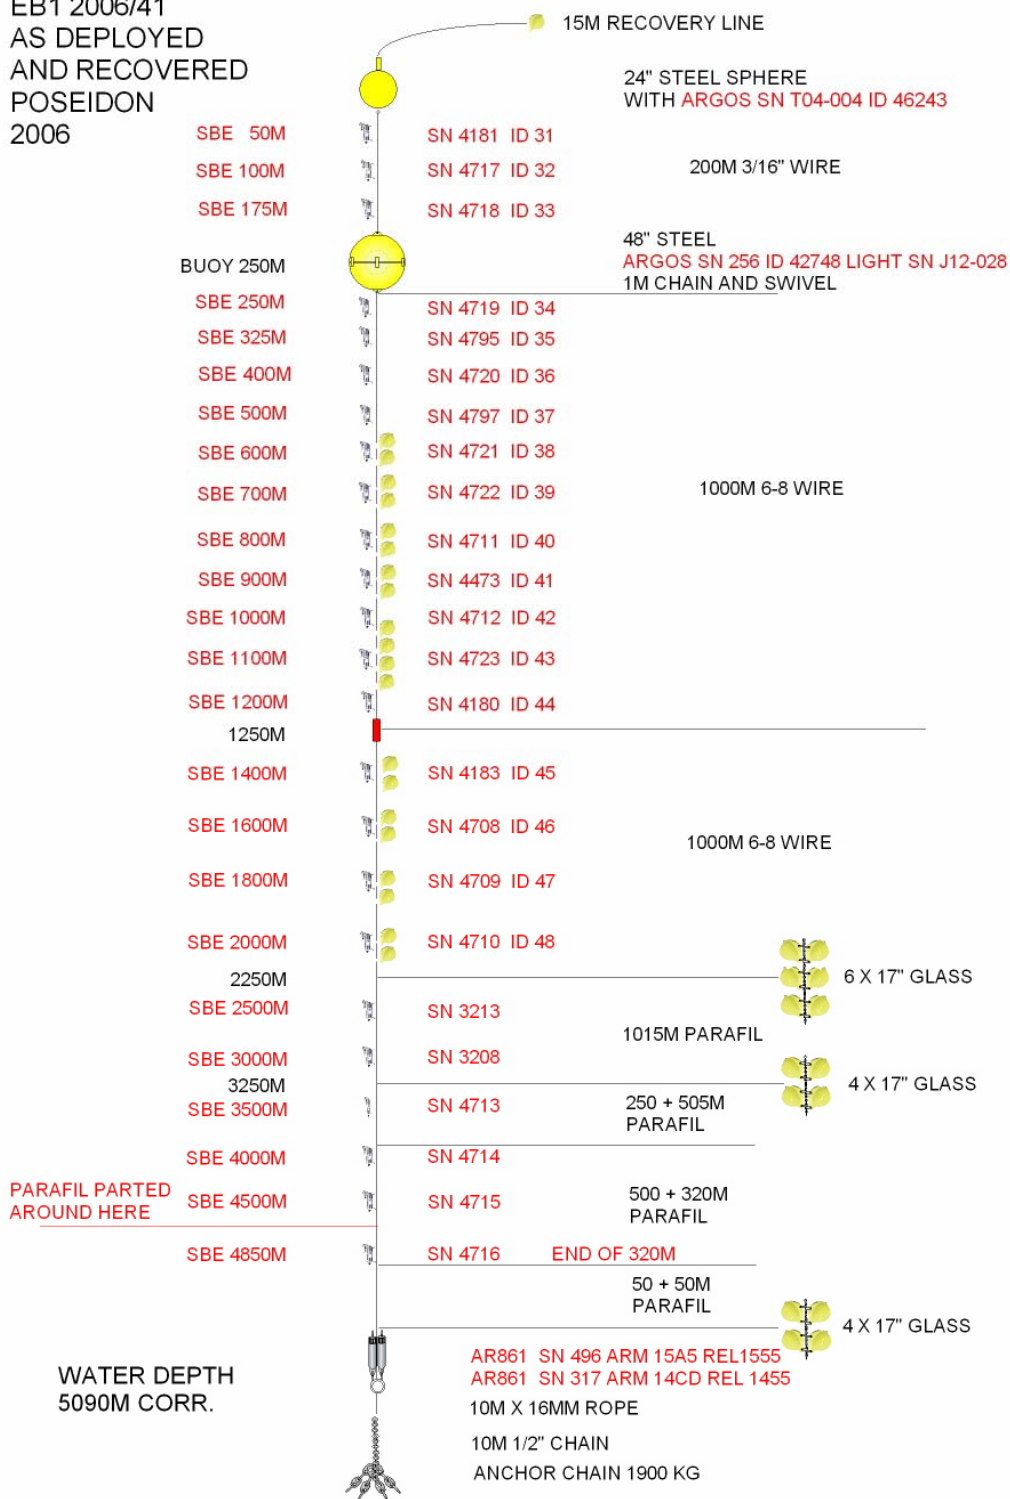 EB1 2006/41
AS DEPLOYED
AND RECOVERED
POSEIDON
2006
15M RECOVERY LINE
24" STEEL SPHERE
WITH ARGOS SN T04-004 ID 46243
SBE 50M SN 4181 ID 31
SBE 100M SN 4717 ID 32 200M 3/16" WIRE
SBE 175M SN 4718 ID 33
48" STEEL
BUOY 250M ARGOS SN 256 ID 42748 LIGHT SN J12-028
1M CHAIN AND SWIVEL
SBE 250M SN 4719 ID 34
SBE 325M SN 4795 ID 35
SBE 400M SN 4720 ID 36
SBE 500M SN 4797 ID 37
SBE 600M SN 4721 ID 38
SBE 700M SN 4722 ID 39 1000M 6-8 WIRE
SBE 800M SN 4711 ID 40
SBE 900M SN 4473 ID 41
SBE 1000M SN 4712 ID 42
SBE 1100M SN 4723 ID 43
SBE 1200M SN 4180 ID 44
1250M
SBE 1400M SN 4183 ID 45
SBE 1600M SN 4708 ID 46
1000M 6-8 WIRE
SBE 1800M SN 4709 ID 47
SBE 2000M SN 4710 ID 48
2250M 6 X 17" GLASS
SBE 2500M SN 3213
1015M PARAFIL
SBE 3000M SN 3208
3250M 4 X 17" GLASS
SBE 3500M SN 4713 250 + 505M
PARAFIL
SBE 4000M SN 4714
PARAFIL PARTED
AROUND HERE
SBE 4500M SN 4715 500 + 320M
PARAFIL
SBE 4850M SN 4716 END OF 320M
50 + 50M
PARAFIL
4 X 17" GLASS
AR861 SN 496 ARM 15A5 REL1555
AR861 SN 317 ARM 14CD REL 1455
WATER DEPTH
5090M CORR.
10M X 16MM ROPE
10M 1/2" CHAIN
ANCHOR CHAIN 1900 KG